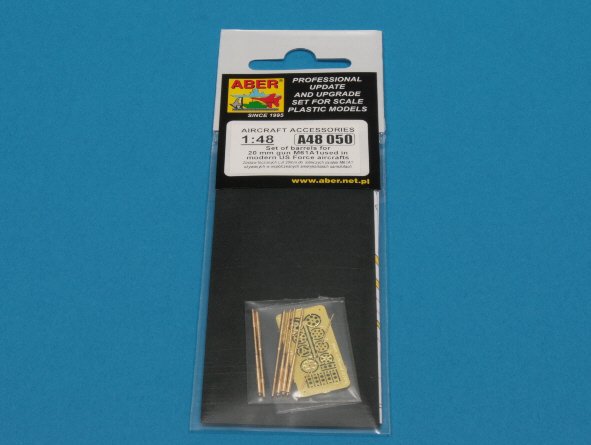 ABER
SINCE 1995
PROFESSIONAL
UPDATE
AND UPGRADE
SET FOR SCALE
PLASTIC MODELS
AIRCRAFT ACCESSORIES
1:48 A48 050
Set of barrels for
20 mm gun M61A1used in
modern US Force aircrafts
www.aber.net.pl